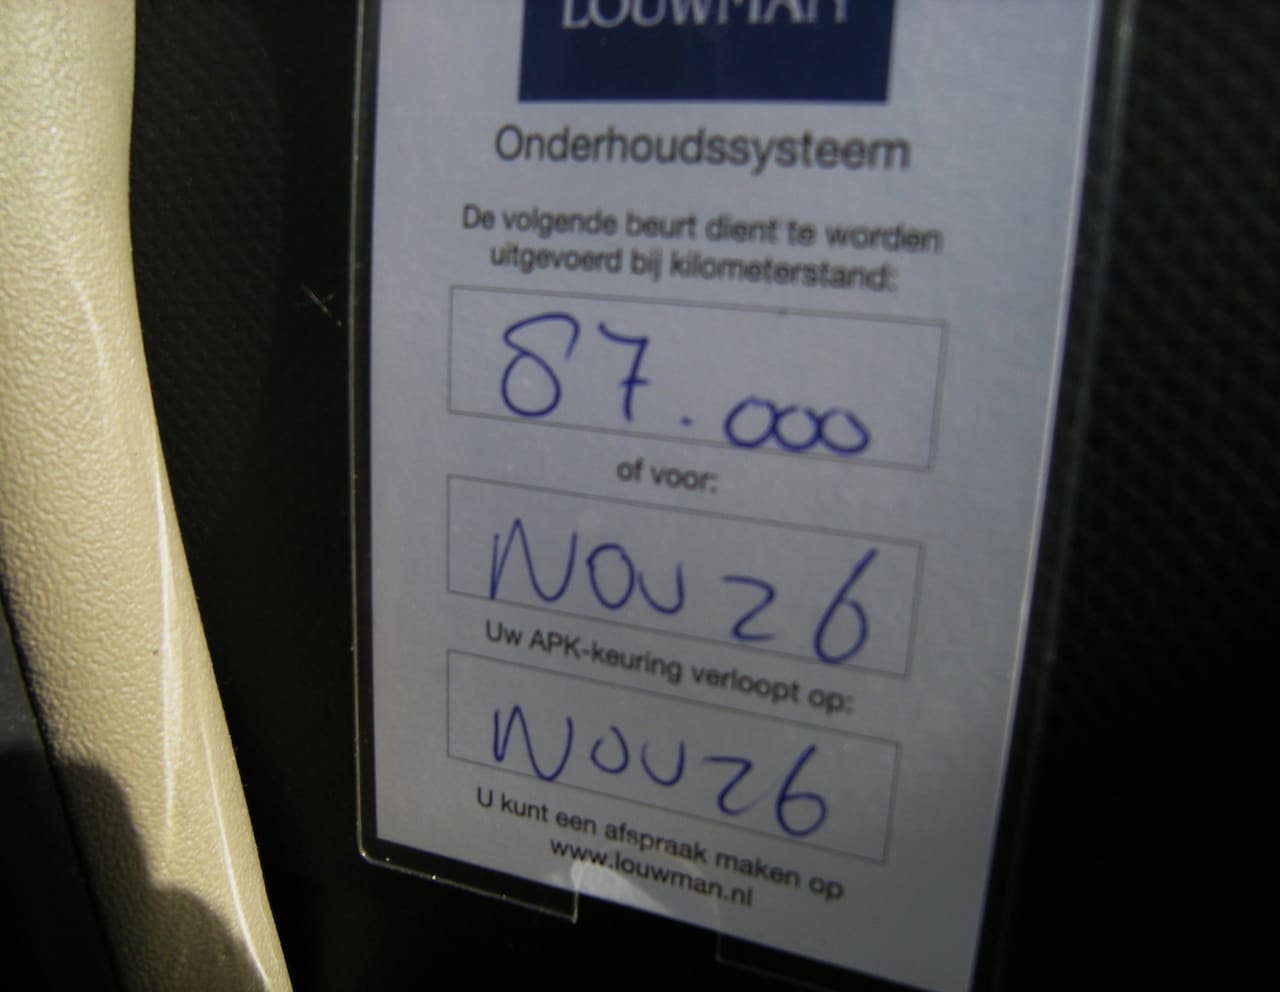 LOUWMAN
Onderhoudssysteem
De volgende beurt dient te worden
uitgevoerd bij kilometerstand:
87.000
of voor:
NOV 26
Uw APK-keuring verloopt op:
NOV 26
U kunt een afspraak maken op
www.louwman.nl